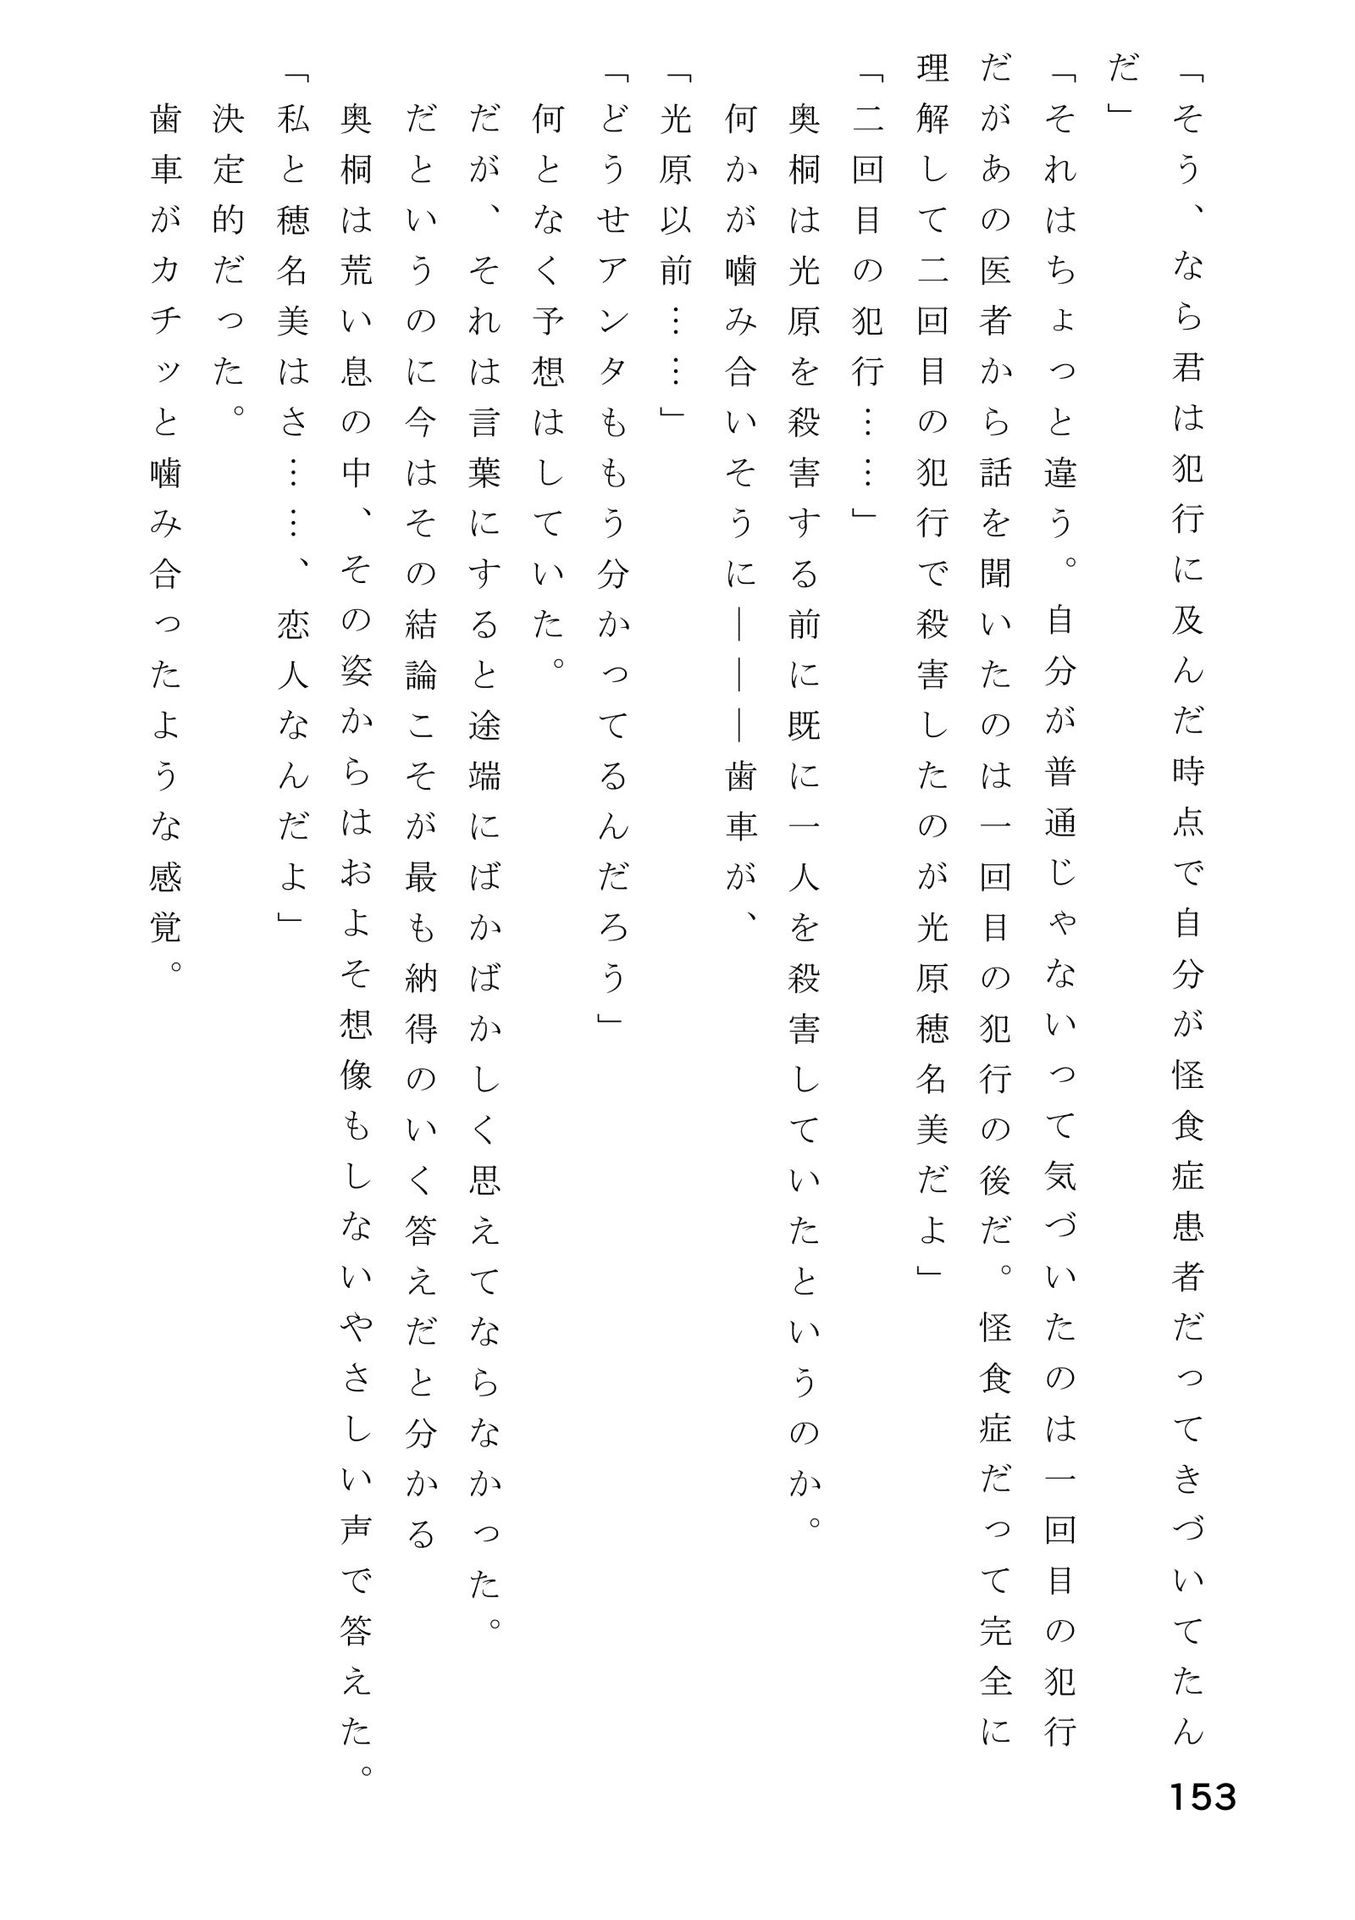 「そう、なら君は犯行に及んだ時点で自分が怪食症患者だってきづいてたん
だ」
「それはちょっと違う。自分が普通じゃないって気づいたのは一回目の犯行
だがあの医者から話を聞いたのは一回目の犯行の後だ。怪食症だって完全に
理解して二回目の犯行で殺害したのが光原穂名美だよ」
「二回目の犯行……」
　奥桐は光原を殺害する前に既に一人を殺害していたというのか。
　何かが噛み合いそうに―――歯車が、
「光原以前……」
「どうせアンタももう分かってるんだろう」
　何となく予想はしていた。
　だが、それは言葉にすると途端にばかばかしく思えてならなかった。
　だというのに今はその結論こそが最も納得のいく答えだと分かる
　奥桐は荒い息の中、その姿からはおよそ想像もしないやさしい声で答えた。
「私と穂名美はさ……、恋人なんだよ」
　決定的だった。
　歯車がカチッと噛み合ったような感覚。
153